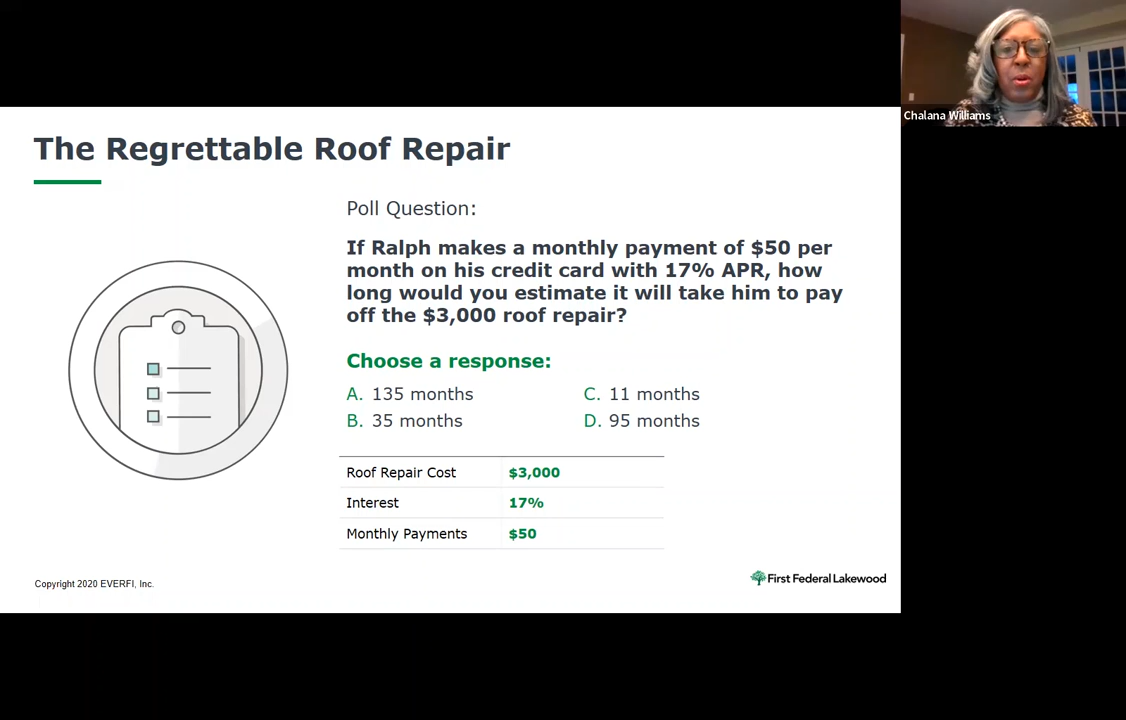 Chalana Williams
The Regrettable Roof Repair
Poll Question:
If Ralph makes a monthly payment of $50 per
month on his credit card with 17% APR, how
long would you estimate it will take him to pay
off the $3,000 roof repair?
Choose a response:
A. 135 months
B. 35 months
C. 11 months
D. 95 months
Roof Repair Cost $3,000
Interest 17%
Monthly Payments $50
Copyright 2020 EVERFI, Inc.
First Federal Lakewood